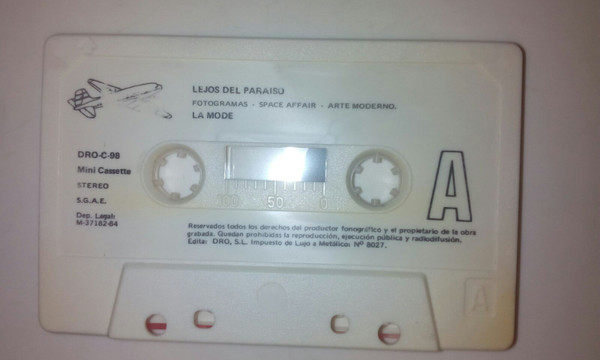 LEJOS DEL PARAISO
FOTOGRAMAS - SPACE AFFAIR - ARTE MODERNO.
LA MODE
DRO-C-98
Mini Cassette
STEREO
S.G.A.E.
Dep. Legal:
M-37182-84
100 50 0
A
Reservados todos los derechos del productor fonográfico y el propietario de la obra
grabada. Quedan prohibidas la reproducción, ejecución pública y radiodifusión.
Edita: DRO, S.L. Impuesto de Lujo a Metálico: Nº 8027.
A